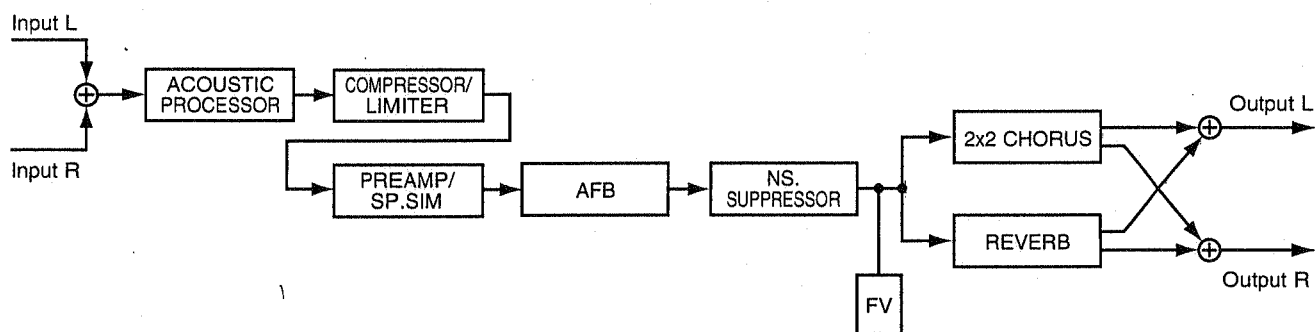 Input L
Input R
ACOUSTIC
PROCESSOR
COMPRESSOR/
LIMITER
PREAMP/
SP.SIM
AFB
NS.
SUPPRESSOR
FV
2x2 CHORUS
REVERB
Output L
Output R